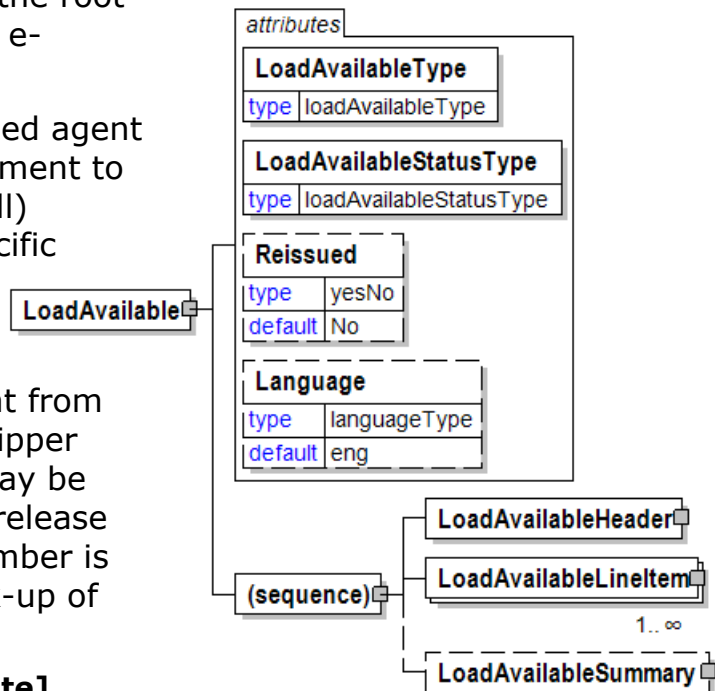 the root
e-
ed agent
ment to
ll)
cific
t from
ipper
ay be
release
mber is
-up of
te]
attributes
LoadAvailableType
type loadAvailableType
LoadAvailableStatusType
type loadAvailableStatusType
Reissued
type yesNo
default No
Language
type languageType
default eng
LoadAvailable
(sequence)
LoadAvailableHeader
LoadAvailableLineItem
1.. ∞
LoadAvailableSummary